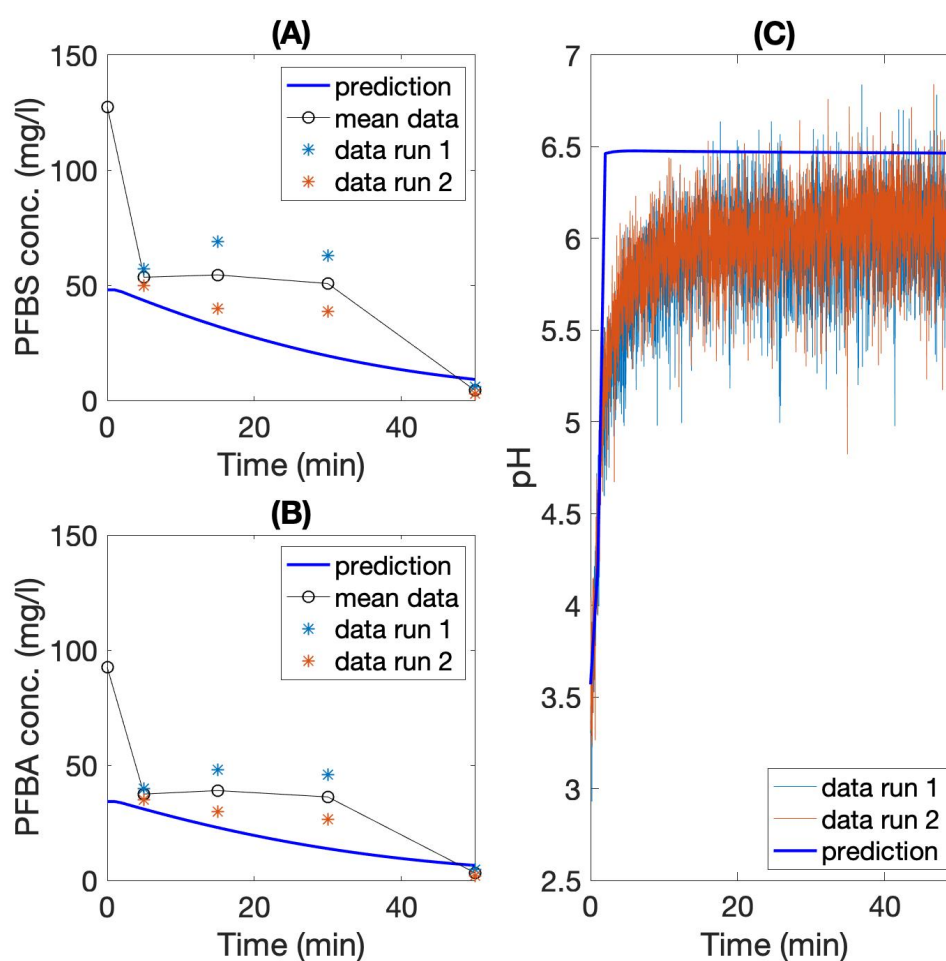 (A)
150
100
50
0
PFBS conc. (mg/l)
prediction
mean data
data run 1
data run 2
0 20 40
Time (min)
(B)
150
100
50
0
PFBA conc. (mg/l)
prediction
mean data
data run 1
data run 2
0 20 40
Time (min)
(C)
7
6.5
6
5.5
5
4.5
4
3.5
3
2.5
pH
data run 1
data run 2
prediction
0 20 40
Time (min)